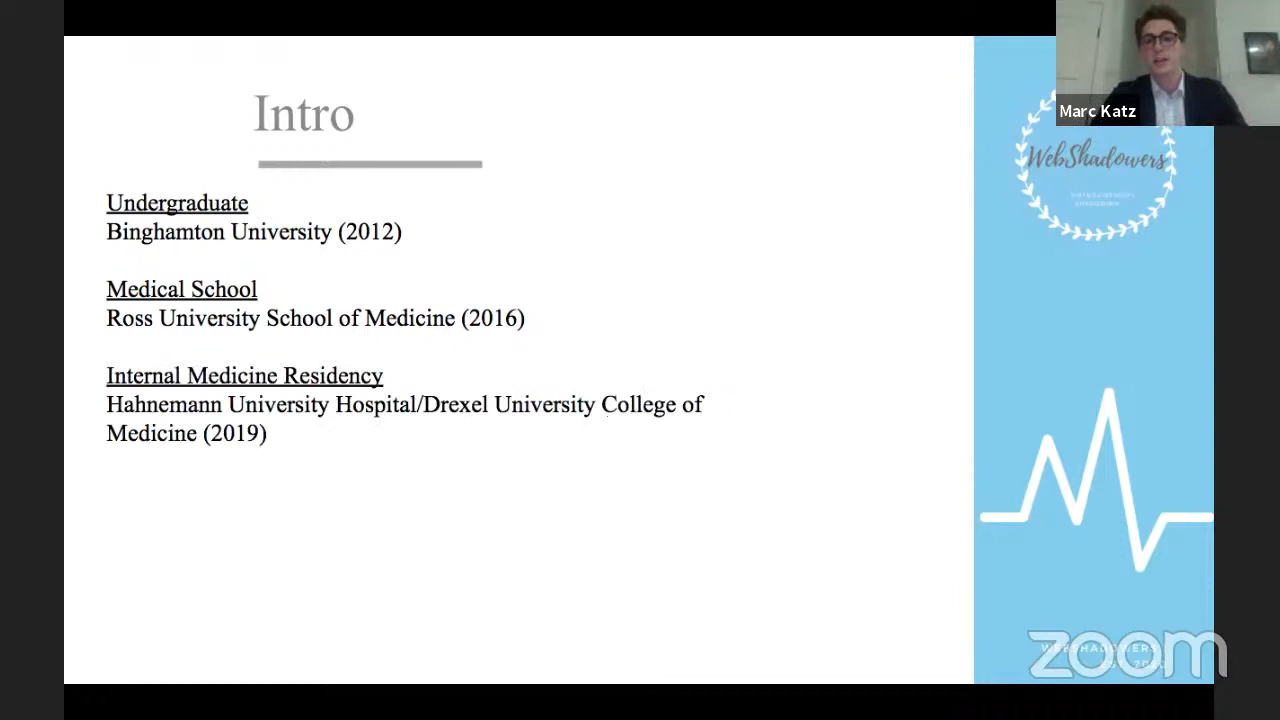 Intro
Undergraduate
Binghamton University (2012)
Medical School
Ross University School of Medicine (2016)
Internal Medicine Residency
Hahnemann University Hospital/Drexel University College of
Medicine (2019)
Marc Katz
WebShadowers
WEBSHADOWERS
zoom